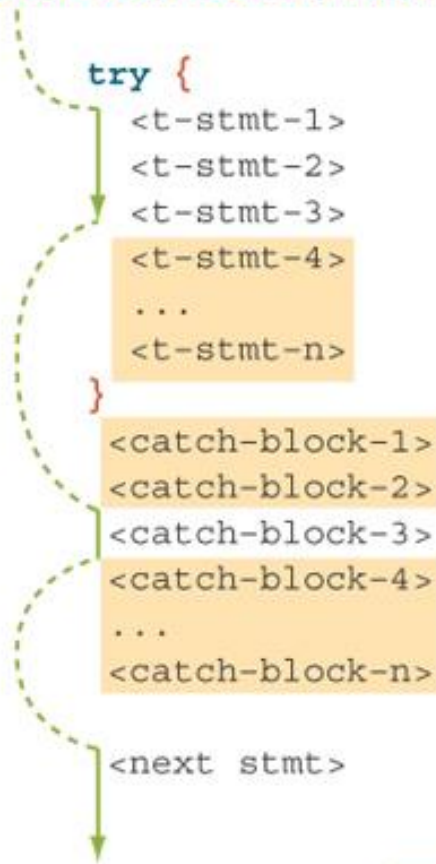 try {
<t-stmt-1>
<t-stmt-2>
<t-stmt-3>
<t-stmt-4>
...
<t-stmt-n>
}
<catch-block-1>
<catch-block-2>
<catch-block-3>
<catch-block-4>
...
<catch-block-n>
<next stmt>